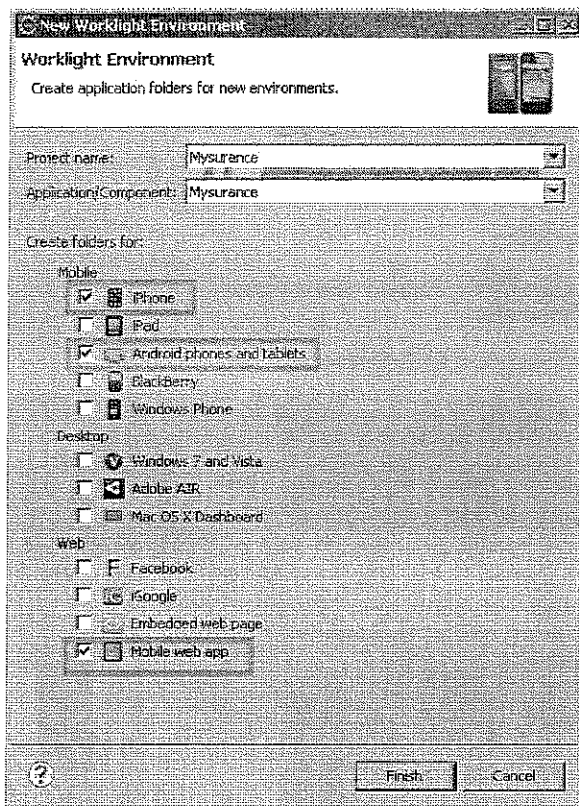 New Worklight Environment
Worklight Environment
Create application folders for new environments.
Project name: Mysurance
Application/Component: Mysurance
Create folders for:
Mobile
iPhone
iPad
Android phones and tablets
BlackBerry
Windows Phone
Desktop
Windows 7 and Vista
Adobe AIR
Mac OS X Dashboard
Web
Facebook
iGoogle
Embedded web page
Mobile web app
Finish Cancel